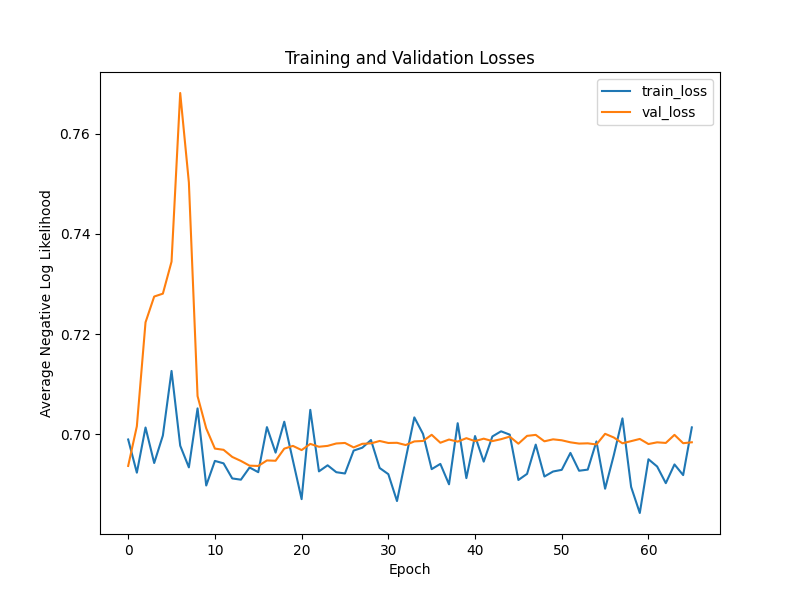 Training and Validation Losses
train_loss
val_loss
0.76
0.74
0.72
0.70
Average Negative Log Likelihood
0 10 20 30 40 50 60
Epoch